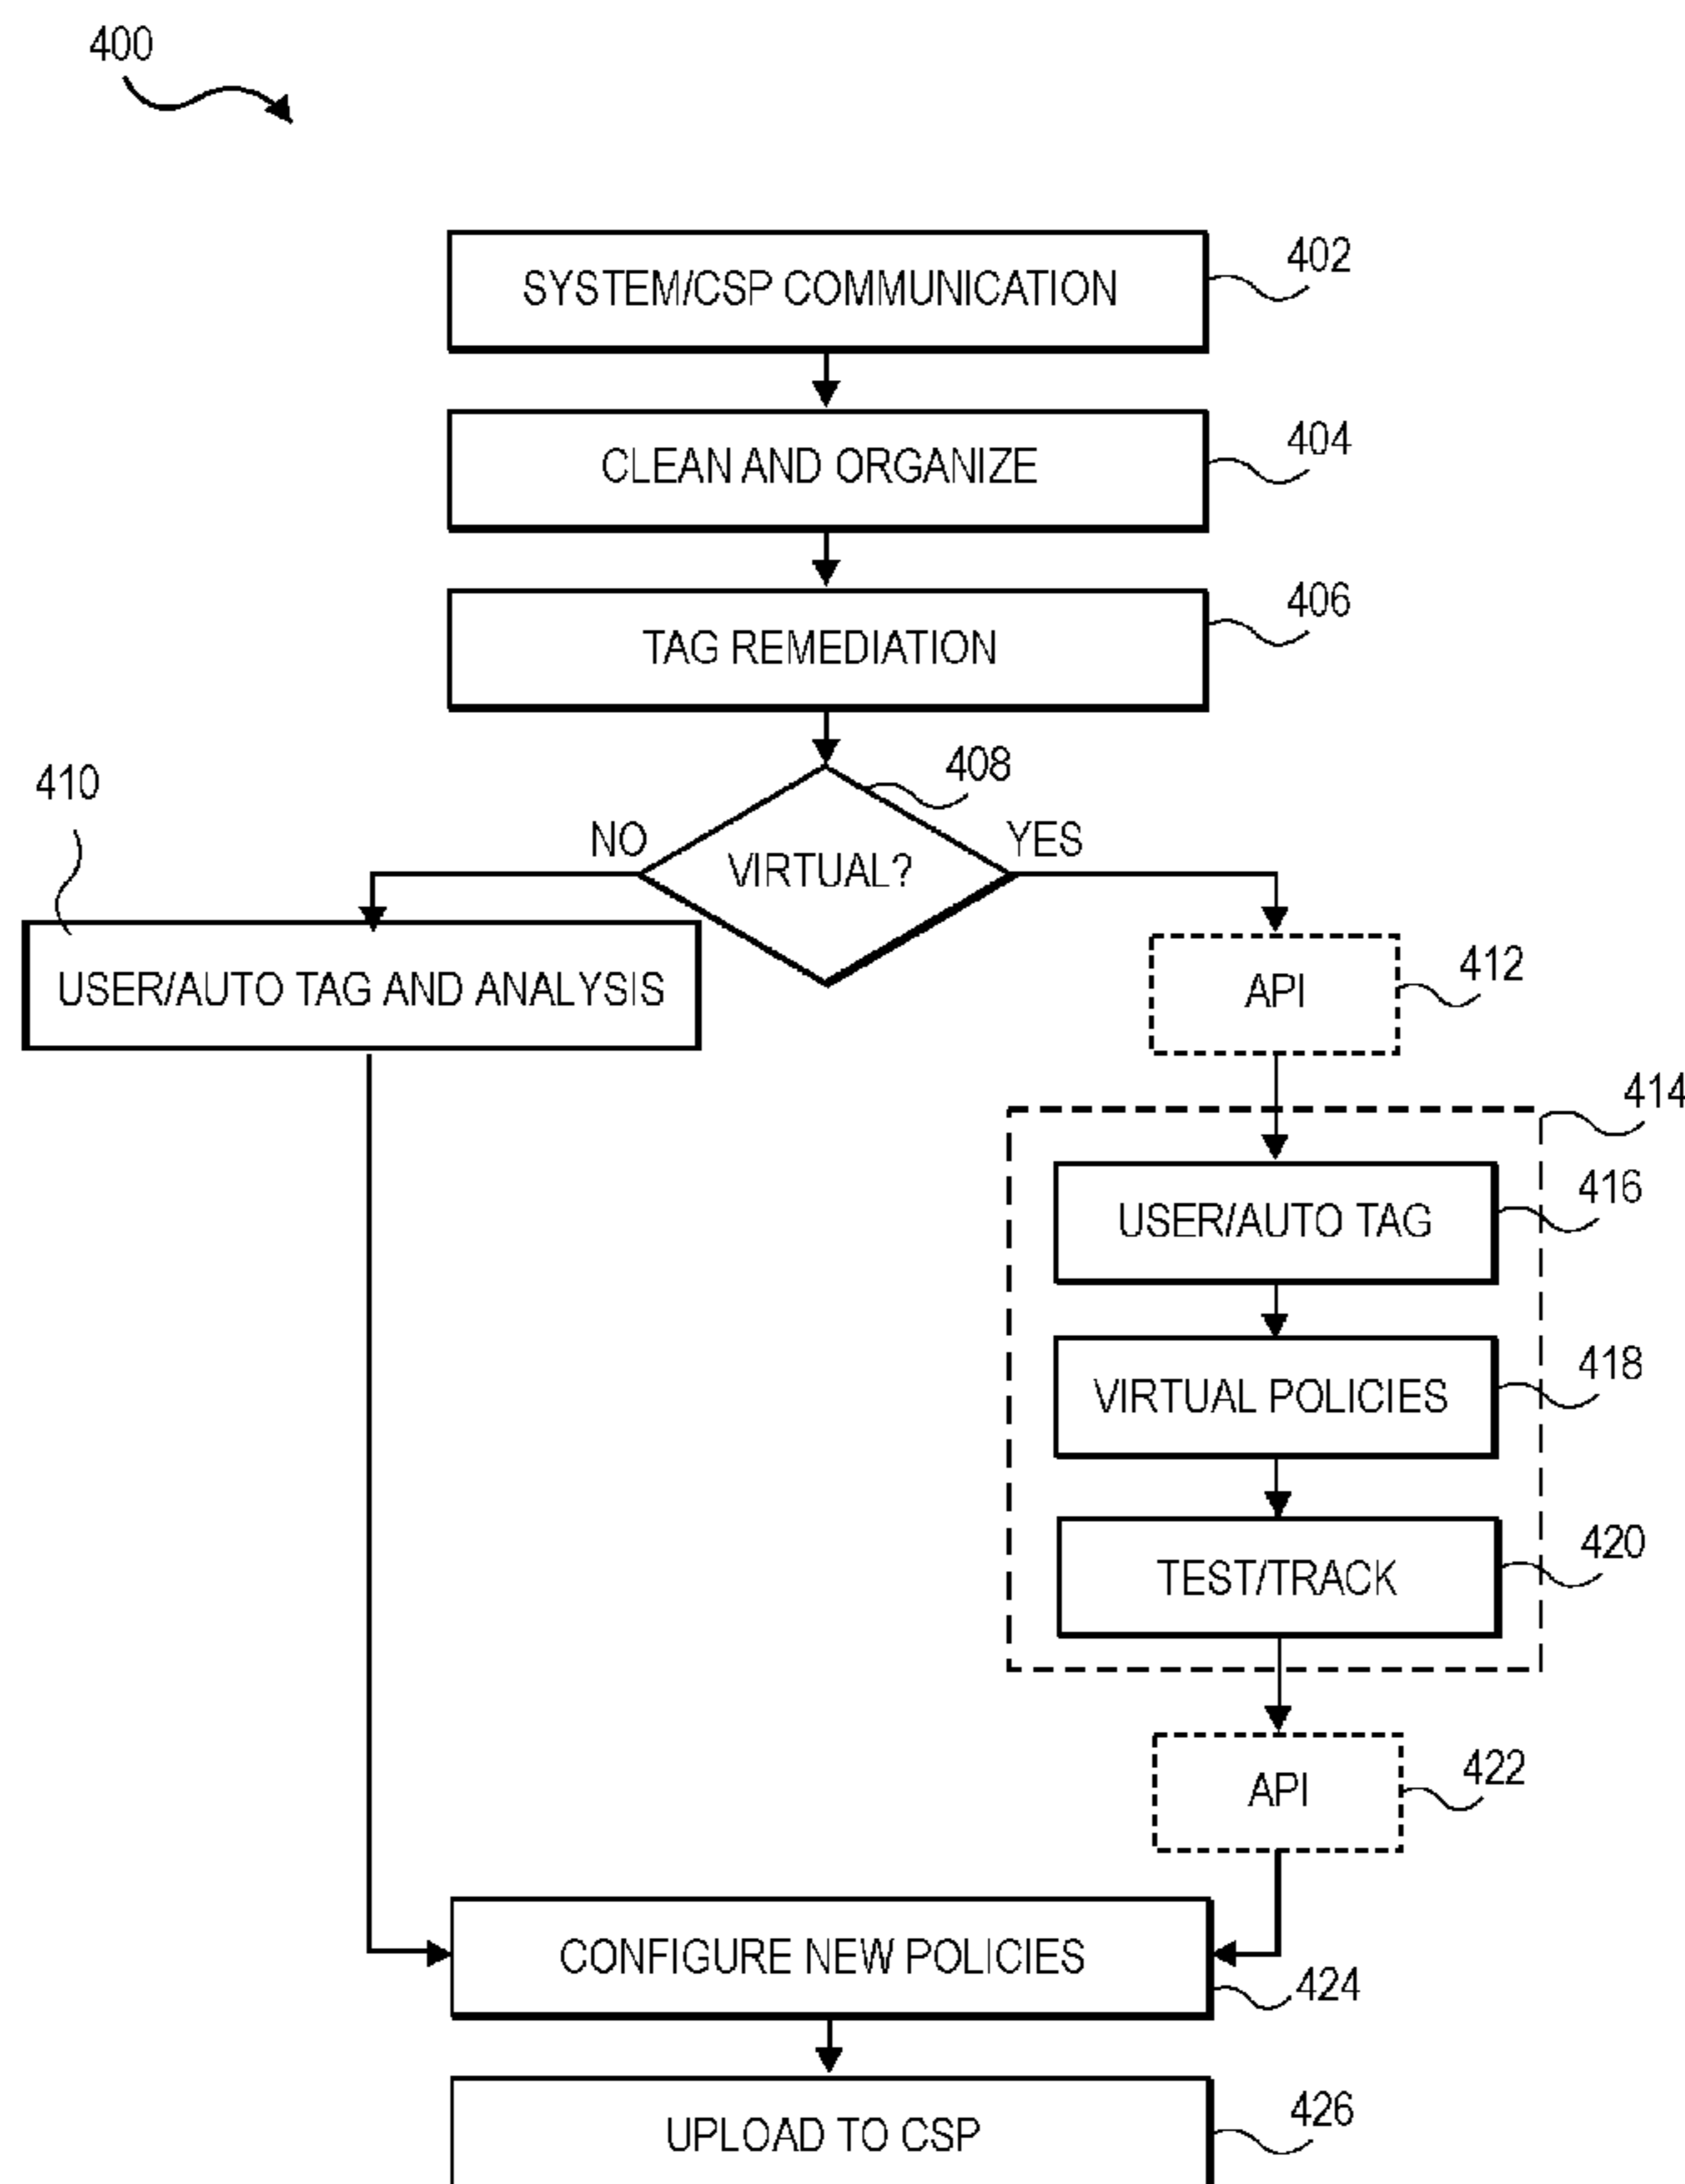 400
SYSTEM/CSP COMMUNICATION
402
CLEAN AND ORGANIZE
404
TAG REMEDIATION
406
408
410
NO
VIRTUAL?
YES
USER/AUTO TAG AND ANALYSIS
API
412
414
USER/AUTO TAG
416
VIRTUAL POLICIES
418
TEST/TRACK
420
API
422
CONFIGURE NEW POLICIES
424
UPLOAD TO CSP
426